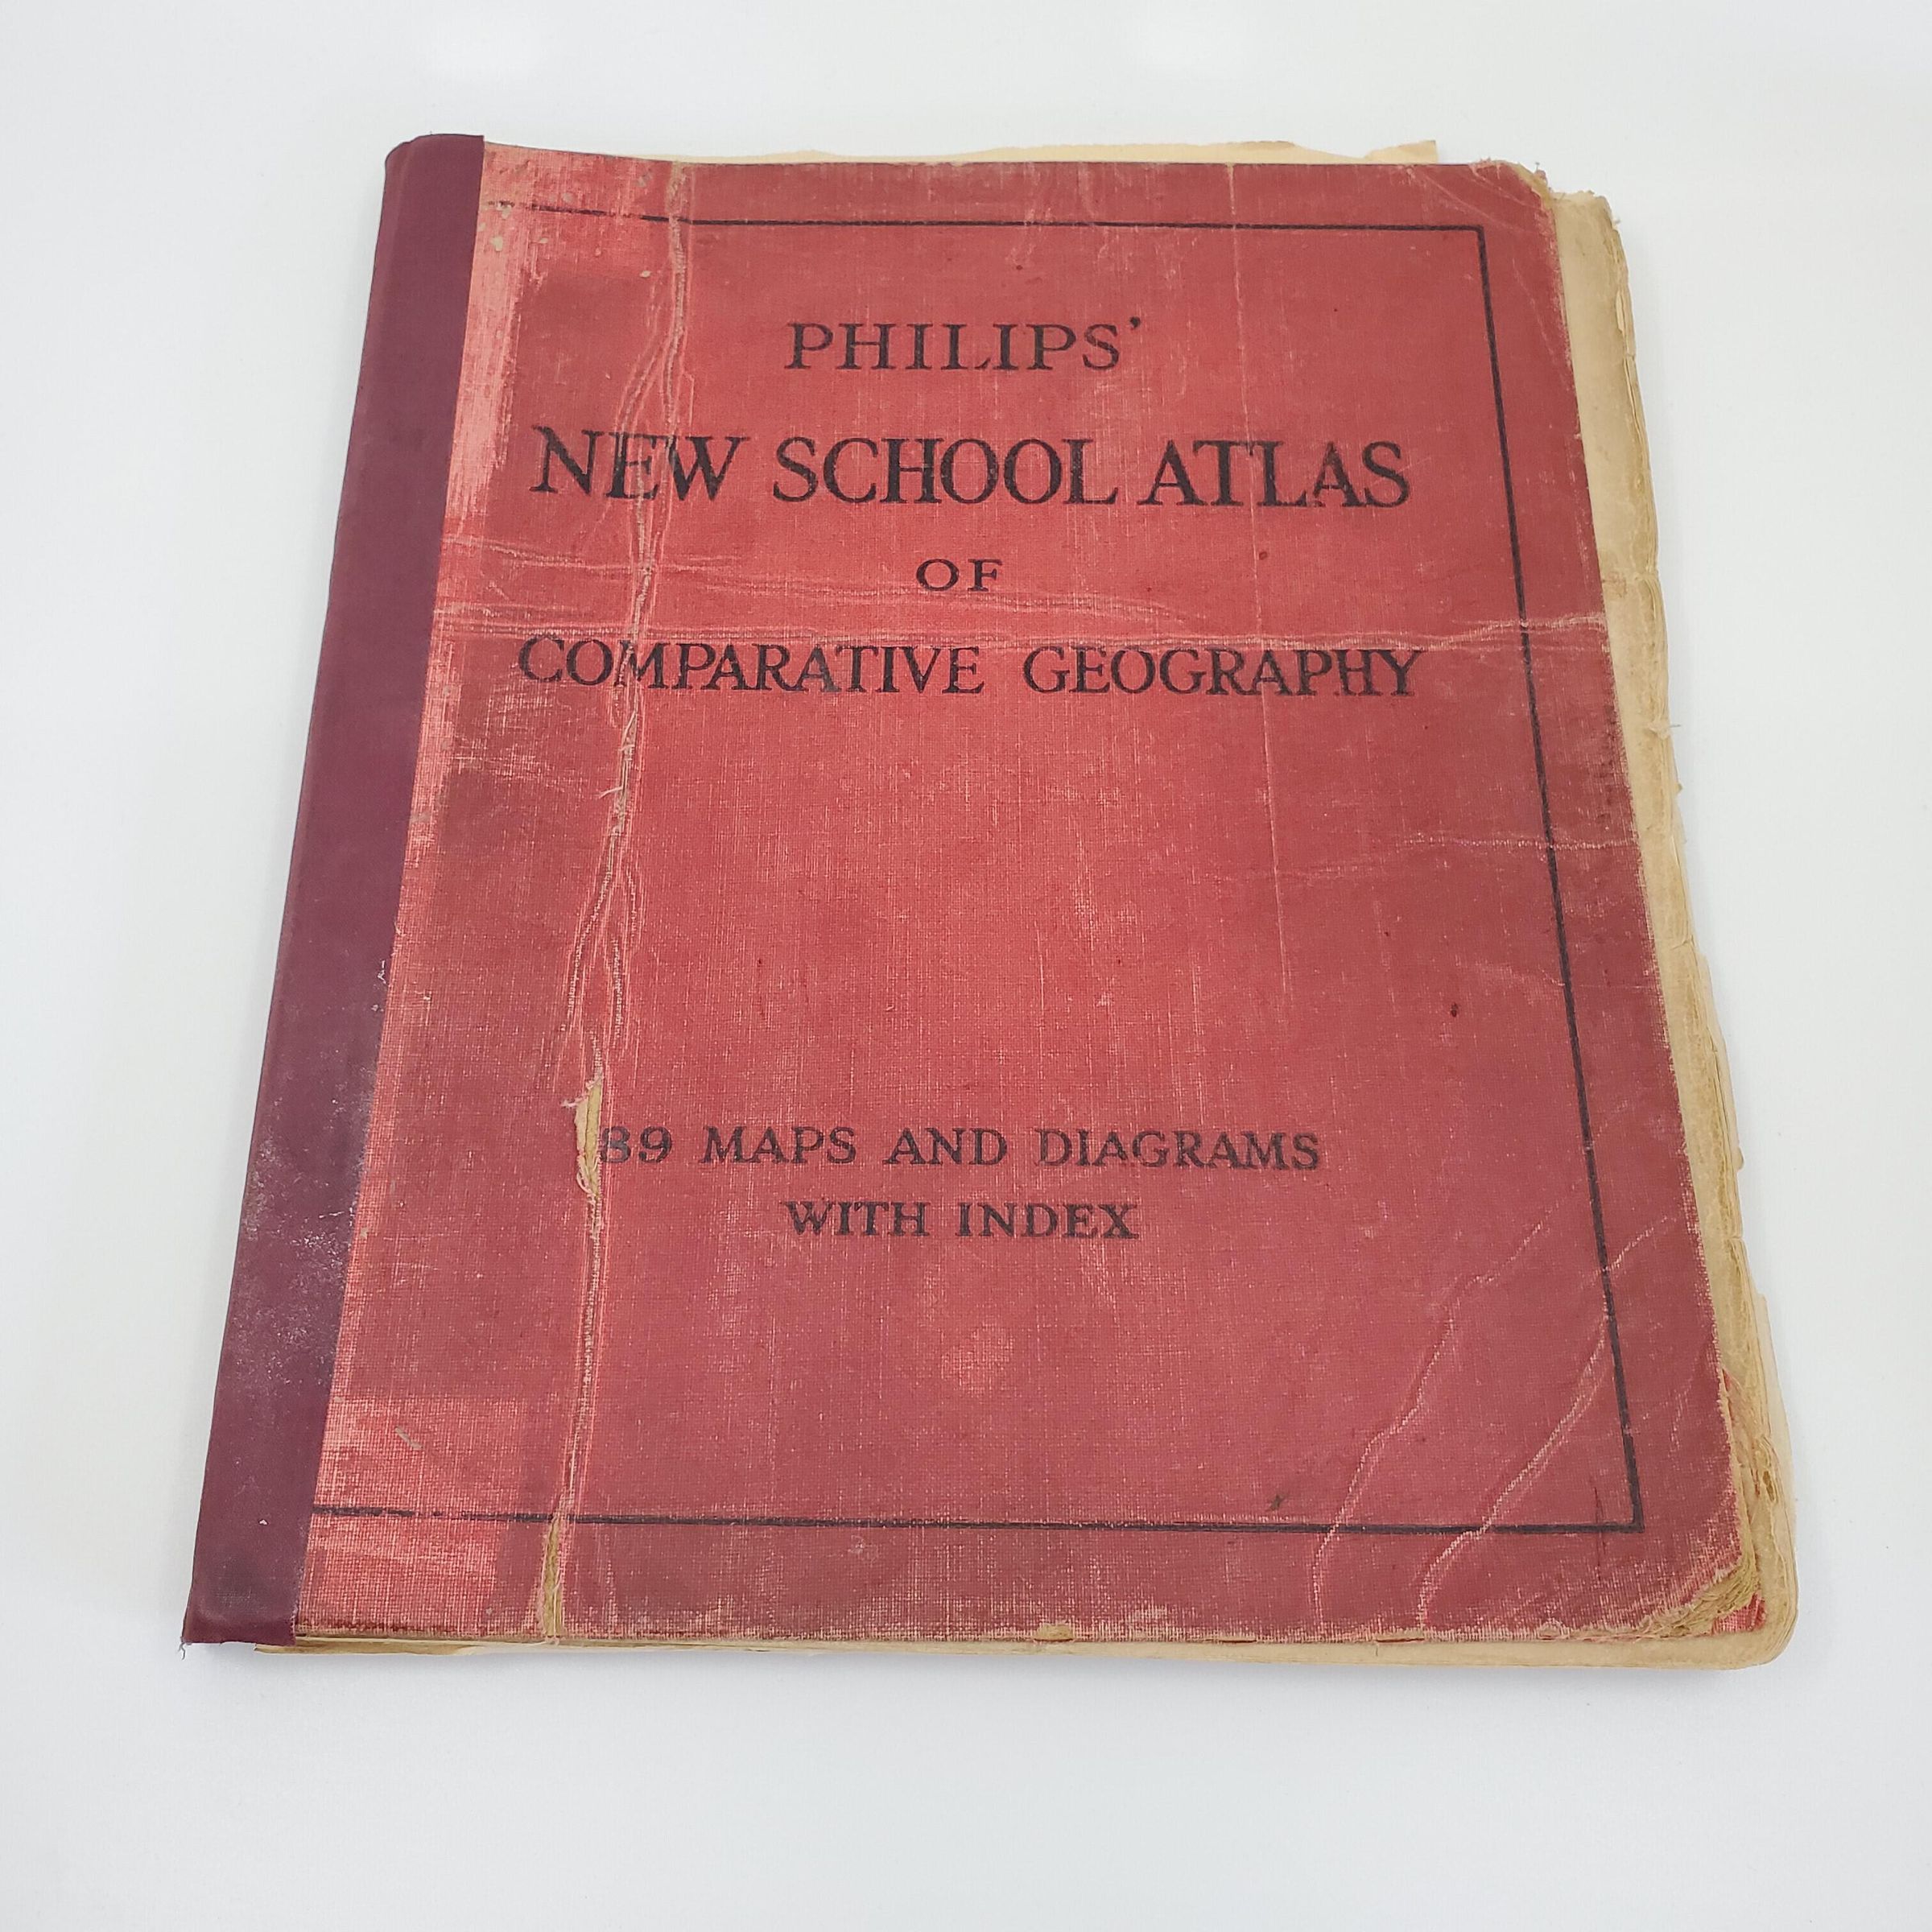 PHILIPS'
NEW SCHOOL ATLAS
OF
COMPARATIVE GEOGRAPHY
89 MAPS AND DIAGRAMS
WITH INDEX